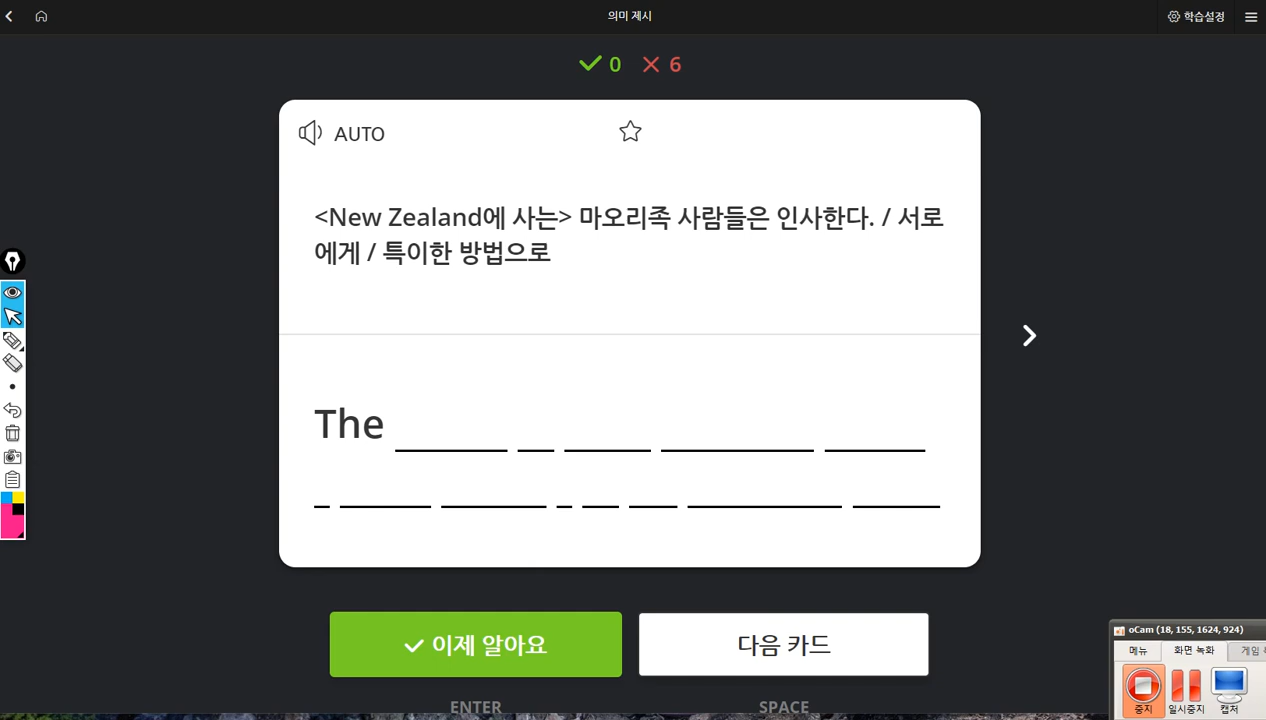 의미 제시
학습설정
0
6
AUTO
<New Zealand에 사는> 마오리족 사람들은 인사한다. / 서로
에게 / 특이한 방법으로
The
이제 알아요
다음 카드
ENTER
SPACE
oCam (18, 155, 1624, 924)
메뉴
화면 녹화
게임
중지
일시중지
캡처